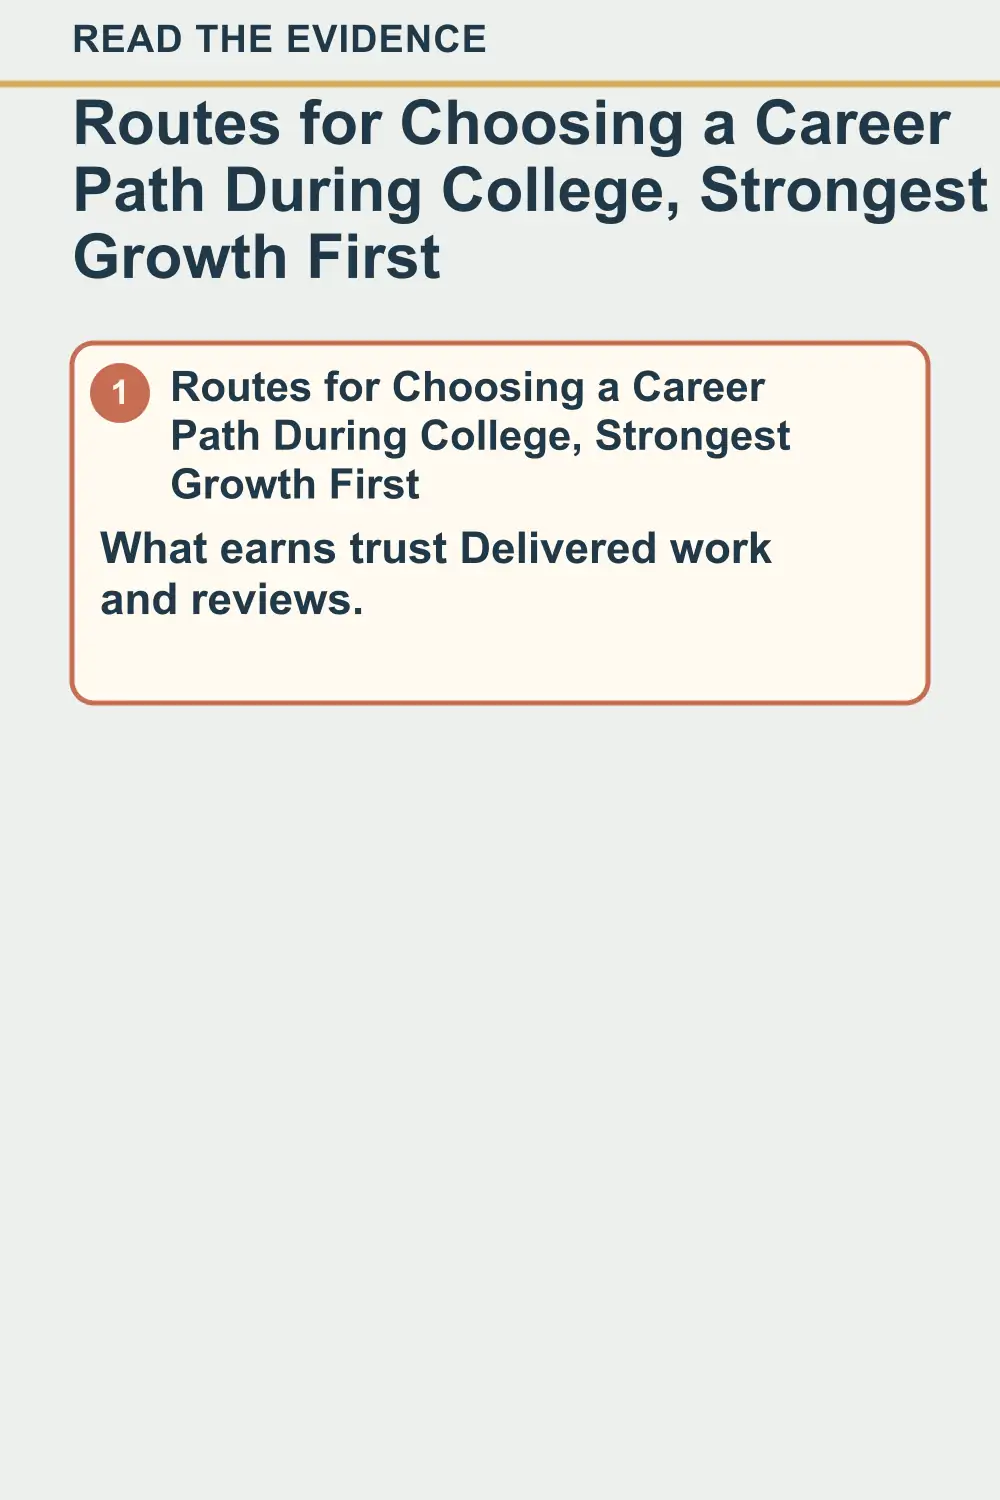 READ THE EVIDENCE
Routes for Choosing a Career
Path During College, Strongest
Growth First
1
Routes for Choosing a Career
Path During College, Strongest
Growth First
What earns trust Delivered work
and reviews.